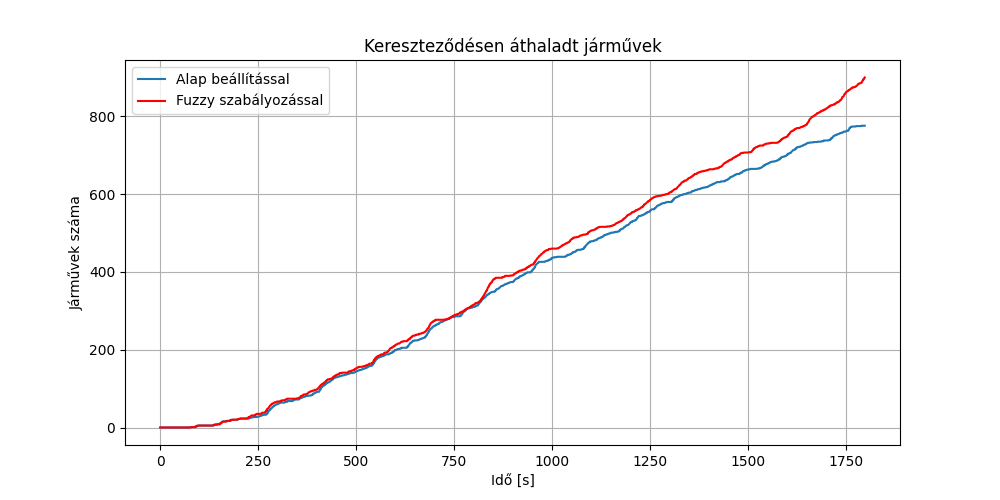 Kereszteződésen áthaladt járművek
Alap beállítással
Fuzzy szabályozással
Járművek száma
800
600
400
200
0
0 250 500 750 1000 1250 1500 1750
Idő [s]